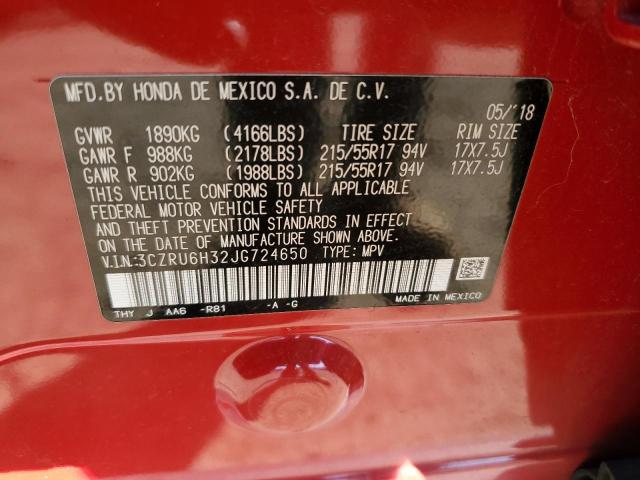 MFD.BY HONDA DE MEXICO S.A. DE C.V.
05/'18
GVWR 1890KG (4166LBS) TIRE SIZE RIM SIZE
GAWR F 988KG (2178LBS) 215/55R17 94V 17X7.5J
GAWR R 902KG (1988LBS) 215/55R17 94V 17X7.5J
THIS VEHICLE CONFORMS TO ALL APPLICABLE
FEDERAL MOTOR VEHICLE SAFETY
AND THEFT PREVENTION STANDARDS IN EFFECT
ON THE DATE OF MANUFACTURE SHOWN ABOVE.
V.I.N.:3CZRU6H32JG724650 TYPE: MPV
THY J AA6 -R81 -A -G MADE IN MEXICO